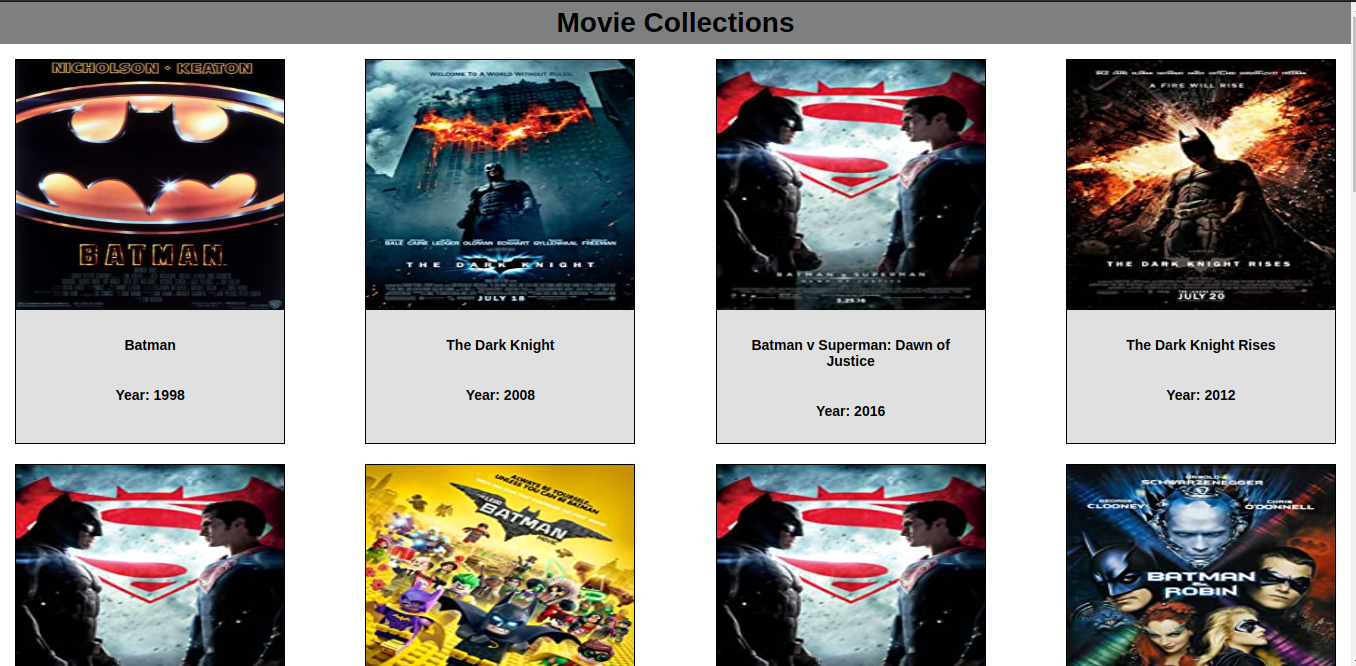 Movie Collections
NICHOLSON · KEATON
BATMAN
WELCOME TO A WORLD WITHOUT RULES.
BALE CAINE LEDGER OLDMAN ECKHART GYLLENHAAL FREEMAN
THE DARK KNIGHT
JULY 18
BATMAN v SUPERMAN
DAWN OF JUSTICE
3.25.16
A FIRE WILL RISE
THE DARK KNIGHT RISES
JULY 20
Batman
Year: 1998
The Dark Knight
Year: 2008
Batman v Superman: Dawn of
Justice
Year: 2016
The Dark Knight Rises
Year: 2012
ALWAYS BE YOURSELF.
UNLESS YOU CAN BE BATMAN
THE LEGO
BATMAN
MOVIE
ARNOLD
SCHWARZENEGGER
GEORGE
CLOONEY
CHRIS
O'DONNELL
BATMAN
ROBIN